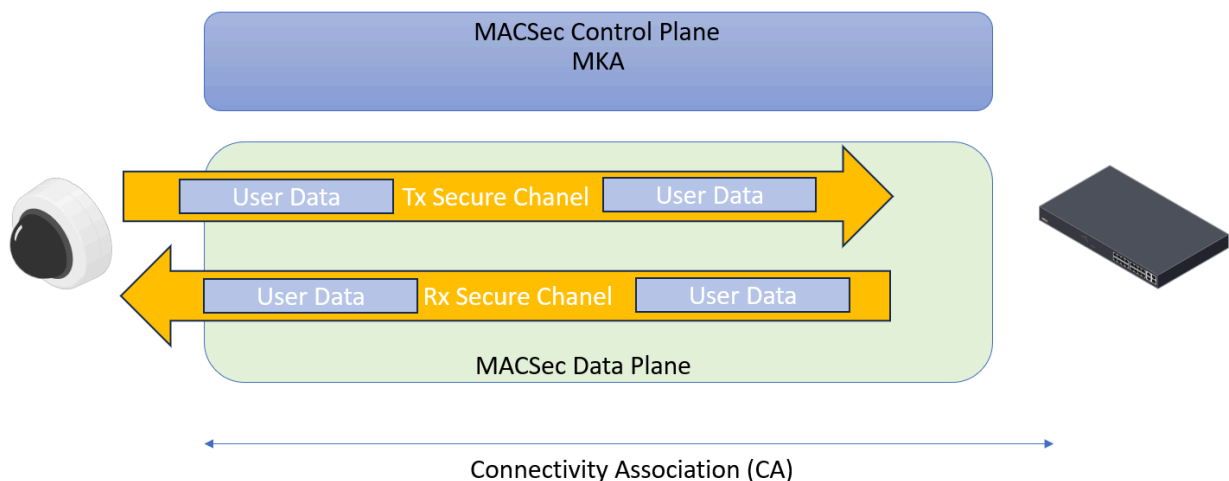 MACSec Control Plane
MKA
User Data Tx Secure Chanel User Data
User Data Rx Secure Chanel User Data
MACSec Data Plane
Connectivity Association (CA)